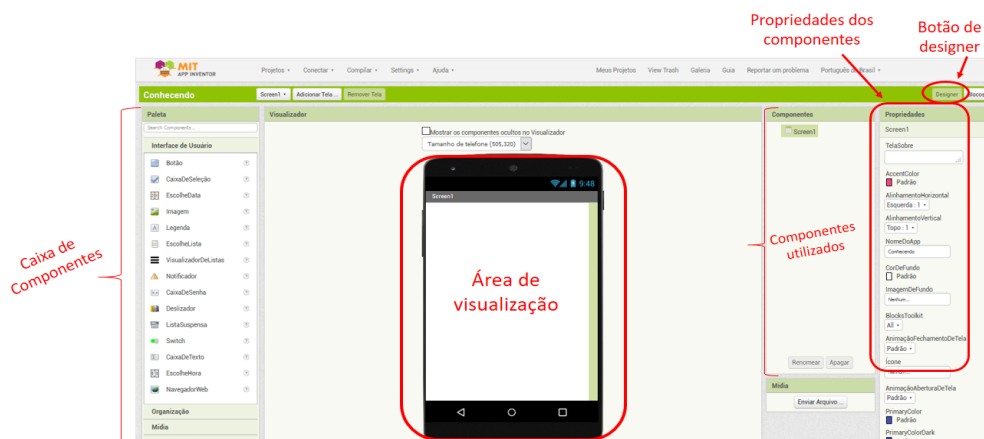 Propriedades dos
componentes
Botão de
designer
MIT
APP INVENTOR
Projetos
Conectar
Compilar
Settings
Ajuda
Meus Projetos
View Trash
Galeria
Guia
Reportar um problema
Português do Brasil
Conhecendo
Screen1
Adicionar Tela ...
Remover Tela
Designer
Blocos
Paleta
Search Components...
Interface de Usuário
Botão
CaixaDeSeleção
EscolheData
Imagem
Legenda
EscolheLista
VisualizadorDeListas
Notificador
CaixaDeSenha
Deslizador
ListaSuspensa
Switch
CaixaDeTexto
EscolheHora
NavegadorWeb
Organização
Mídia
Caixa de
Componentes
Visualizador
Mostrar os componentes ocultos no Visualizador
Tamanho de telefone (505,320)
9:48
Screen1
Área de
visualização
Componentes
Screen1
Componentes
utilizados
Renomear
Apagar
Mídia
Enviar Arquivo ...
Propriedades
Screen1
TelaSobre
AccentColor
Padrão
AlinhamentoHorizontal
Esquerda : 1
AlinhamentoVertical
Topo : 1
NomeDoApp
Conhecendo
CorDeFundo
Padrão
ImagemDeFundo
Nenhum...
BlocksToolkit
All
AnimaçãoFechamentoDeTela
Padrão
Ícone
Nenhum...
AnimaçãoAberturaDeTela
Padrão
PrimaryColor
Padrão
PrimaryColorDark